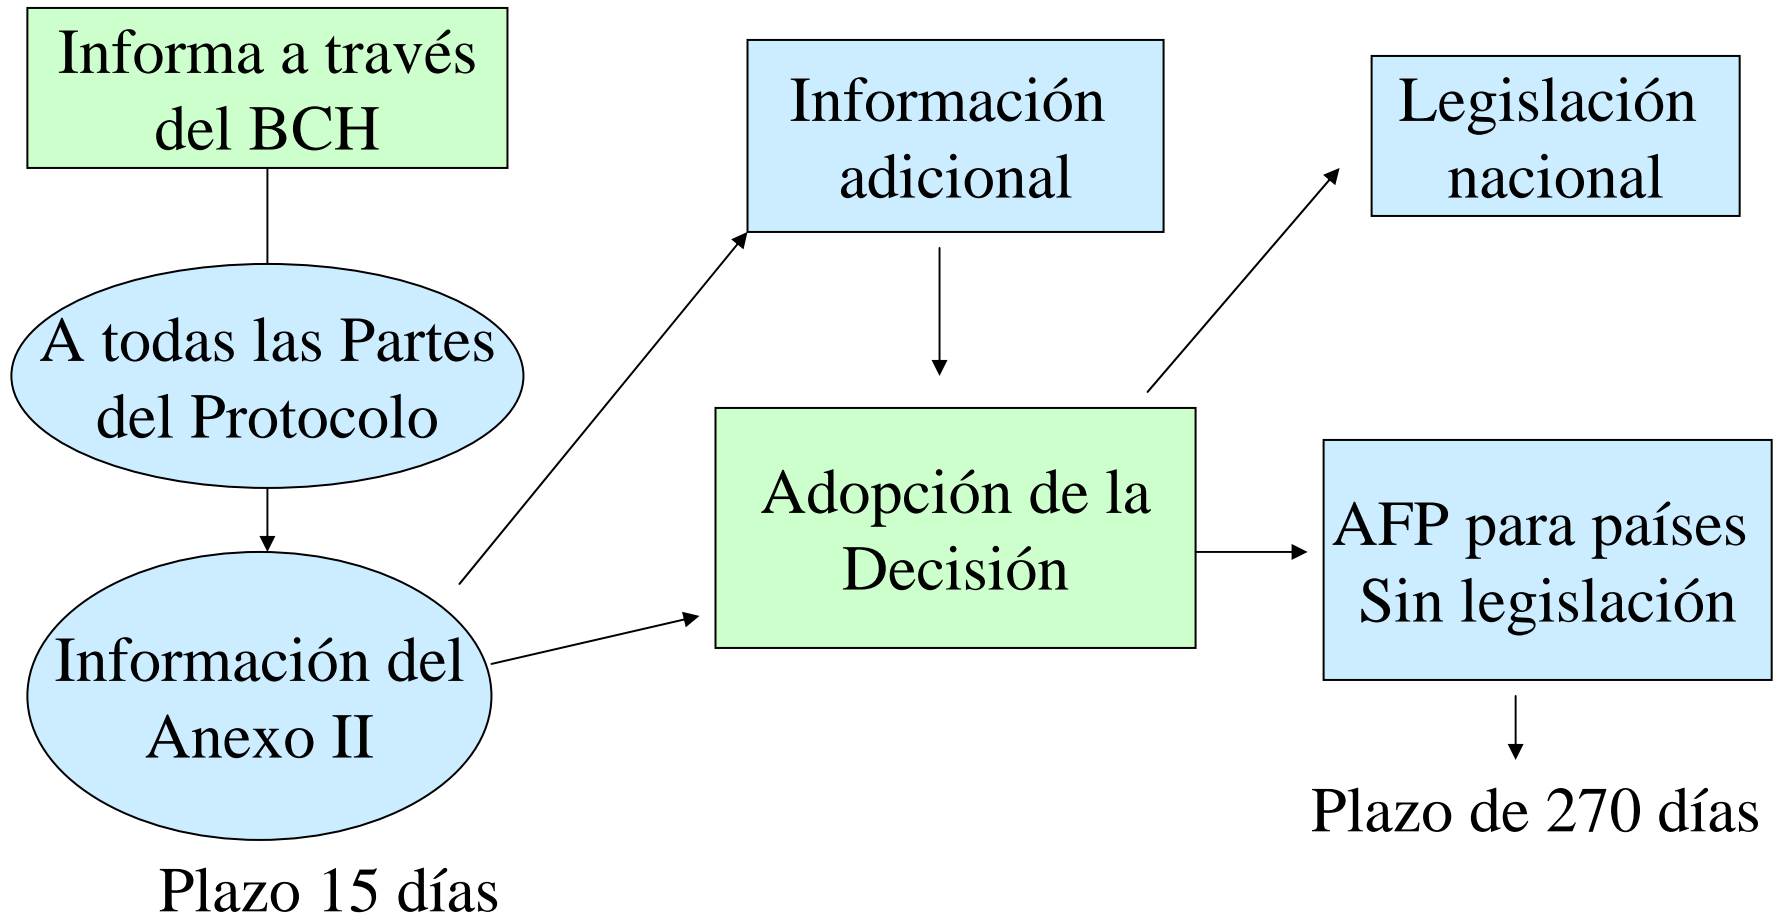 Informa a través
del BCH
A todas las Partes
del Protocolo
Información del
Anexo II
Plazo 15 días
Información
adicional
Adopción de la
Decisión
Legislación
nacional
AFP para países
Sin legislación
Plazo de 270 días